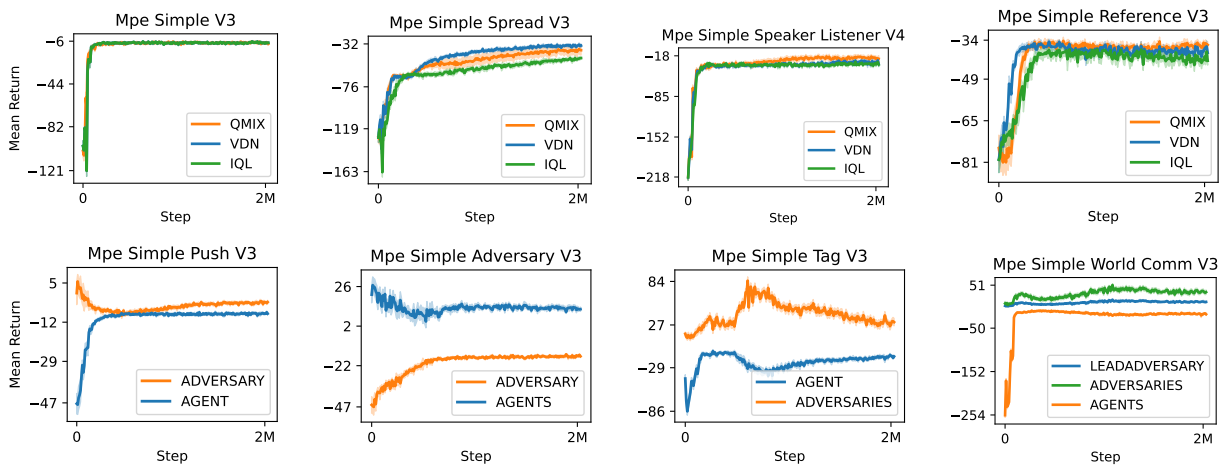 Mpe Simple V3
Mean Return
−6
−44
−82
−121
QMIX
VDN
IQL
0
2M
Step
Mpe Simple Spread V3
−32
−76
−119
−163
QMIX
VDN
IQL
0
2M
Step
Mpe Simple Speaker Listener V4
−18
−85
−152
−218
QMIX
VDN
IQL
0
2M
Step
Mpe Simple Reference V3
−34
−49
−65
−81
QMIX
VDN
IQL
0
2M
Step
Mpe Simple Push V3
Mean Return
5
−12
−29
−47
ADVERSARY
AGENT
0
2M
Step
Mpe Simple Adversary V3
26
2
−22
−47
ADVERSARY
AGENTS
0
2M
Step
Mpe Simple Tag V3
84
27
−29
−86
AGENT
ADVERSARIES
0
2M
Step
Mpe Simple World Comm V3
51
−50
−152
−254
LEADADVERSARY
ADVERSARIES
AGENTS
0
2M
Step